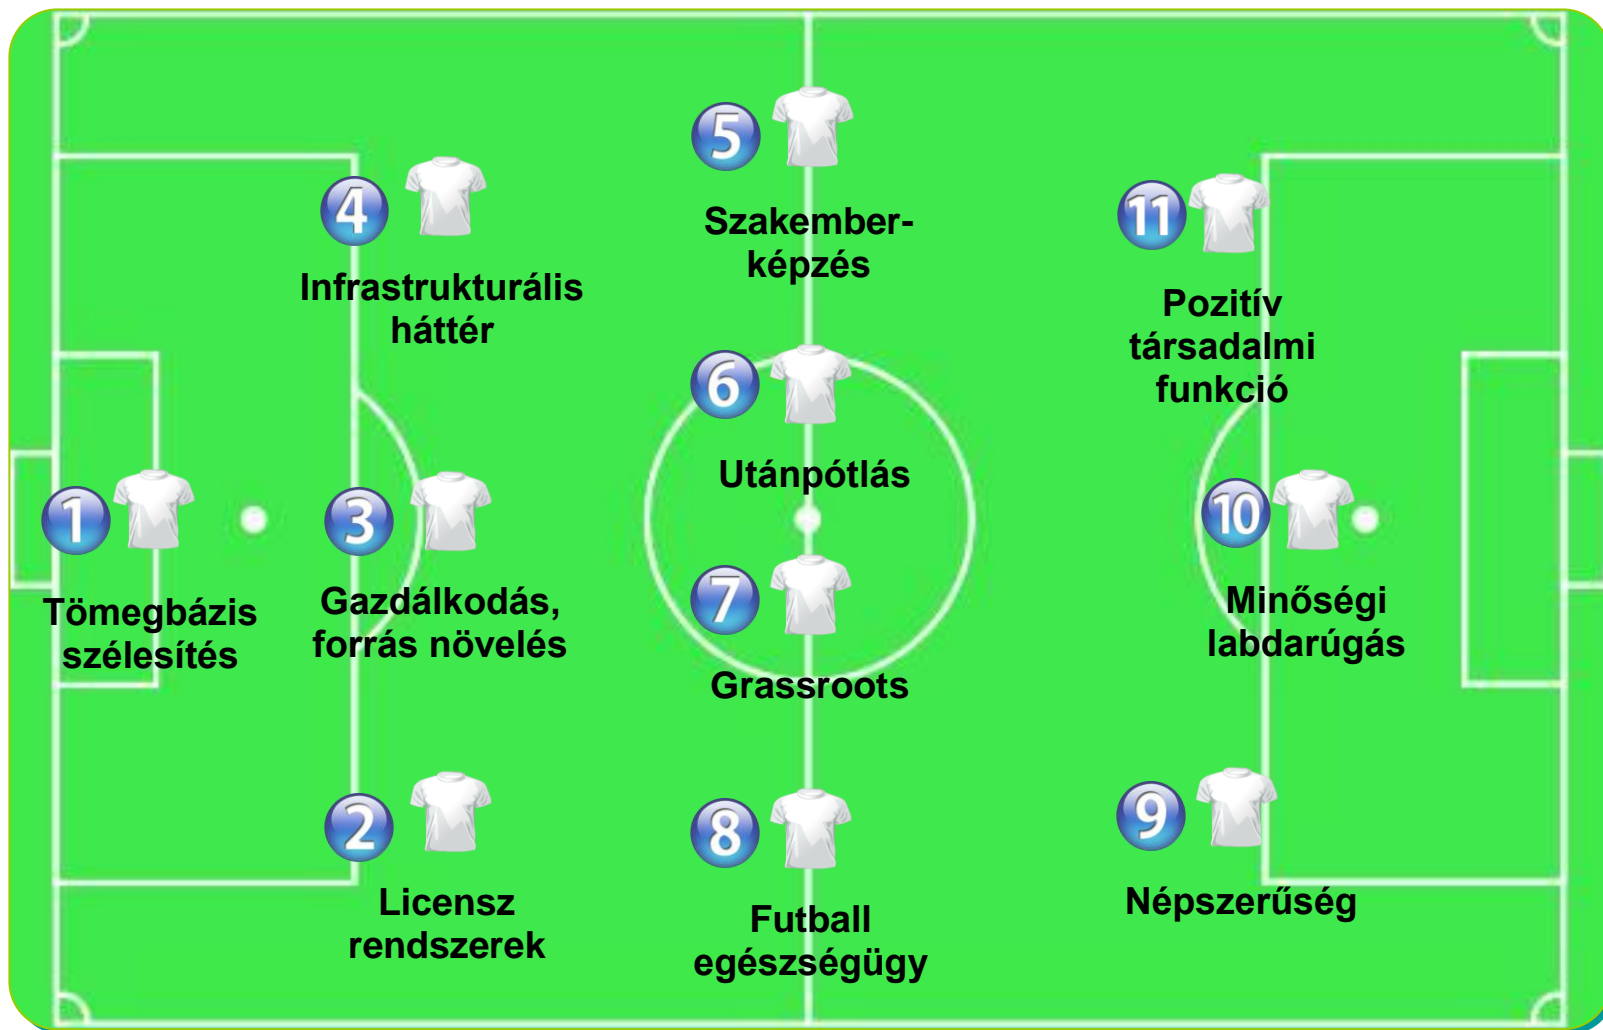 5
Szakember-
képzés
4
Infrastrukturális
háttér
11
Pozitív
társadalmi
funkció
6
Utánpótlás
1
Tömegbázis
szélesítés
3
Gazdálkodás,
forrás növelés
10
Minőségi
labdarúgás
7
Grassroots
2
Licensz
rendszerek
8
Futball
egészségügy
9
Népszerűség